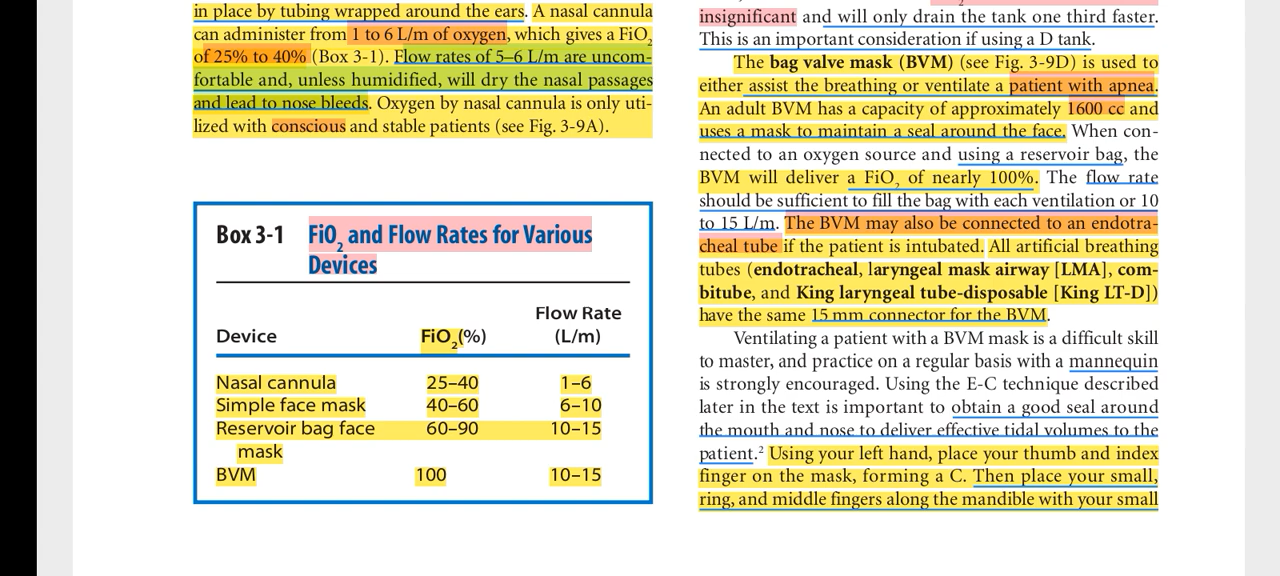 in place by tubing wrapped around the ears. A nasal cannula
can administer from 1 to 6 L/m of oxygen, which gives a FiO2
of 25% to 40% (Box 3-1). Flow rates of 5–6 L/m are uncom-
fortable and, unless humidified, will dry the nasal passages
and lead to nose bleeds. Oxygen by nasal cannula is only uti-
lized with conscious and stable patients (see Fig. 3-9A).
Box 3-1 FiO2 and Flow Rates for Various
Devices
Flow Rate
Device FiO2(%) (L/m)
Nasal cannula 25–40 1–6
Simple face mask 40–60 6–10
Reservoir bag face 60–90 10–15
mask
BVM 100 10–15
insignificant and will only drain the tank one third faster.
This is an important consideration if using a D tank.
The bag valve mask (BVM) (see Fig. 3-9D) is used to
either assist the breathing or ventilate a patient with apnea.
An adult BVM has a capacity of approximately 1600 cc and
uses a mask to maintain a seal around the face. When con-
nected to an oxygen source and using a reservoir bag, the
BVM will deliver a FiO2 of nearly 100%. The flow rate
should be sufficient to fill the bag with each ventilation or 10
to 15 L/m. The BVM may also be connected to an endotra-
cheal tube if the patient is intubated. All artificial breathing
tubes (endotracheal, laryngeal mask airway [LMA], com-
bitube, and King laryngeal tube-disposable [King LT-D])
have the same 15 mm connector for the BVM.
Ventilating a patient with a BVM mask is a difficult skill
to master, and practice on a regular basis with a mannequin
is strongly encouraged. Using the E-C technique described
later in the text is important to obtain a good seal around
the mouth and nose to deliver effective tidal volumes to the
patient.2 Using your left hand, place your thumb and index
finger on the mask, forming a C. Then place your small,
ring, and middle fingers along the mandible with your small